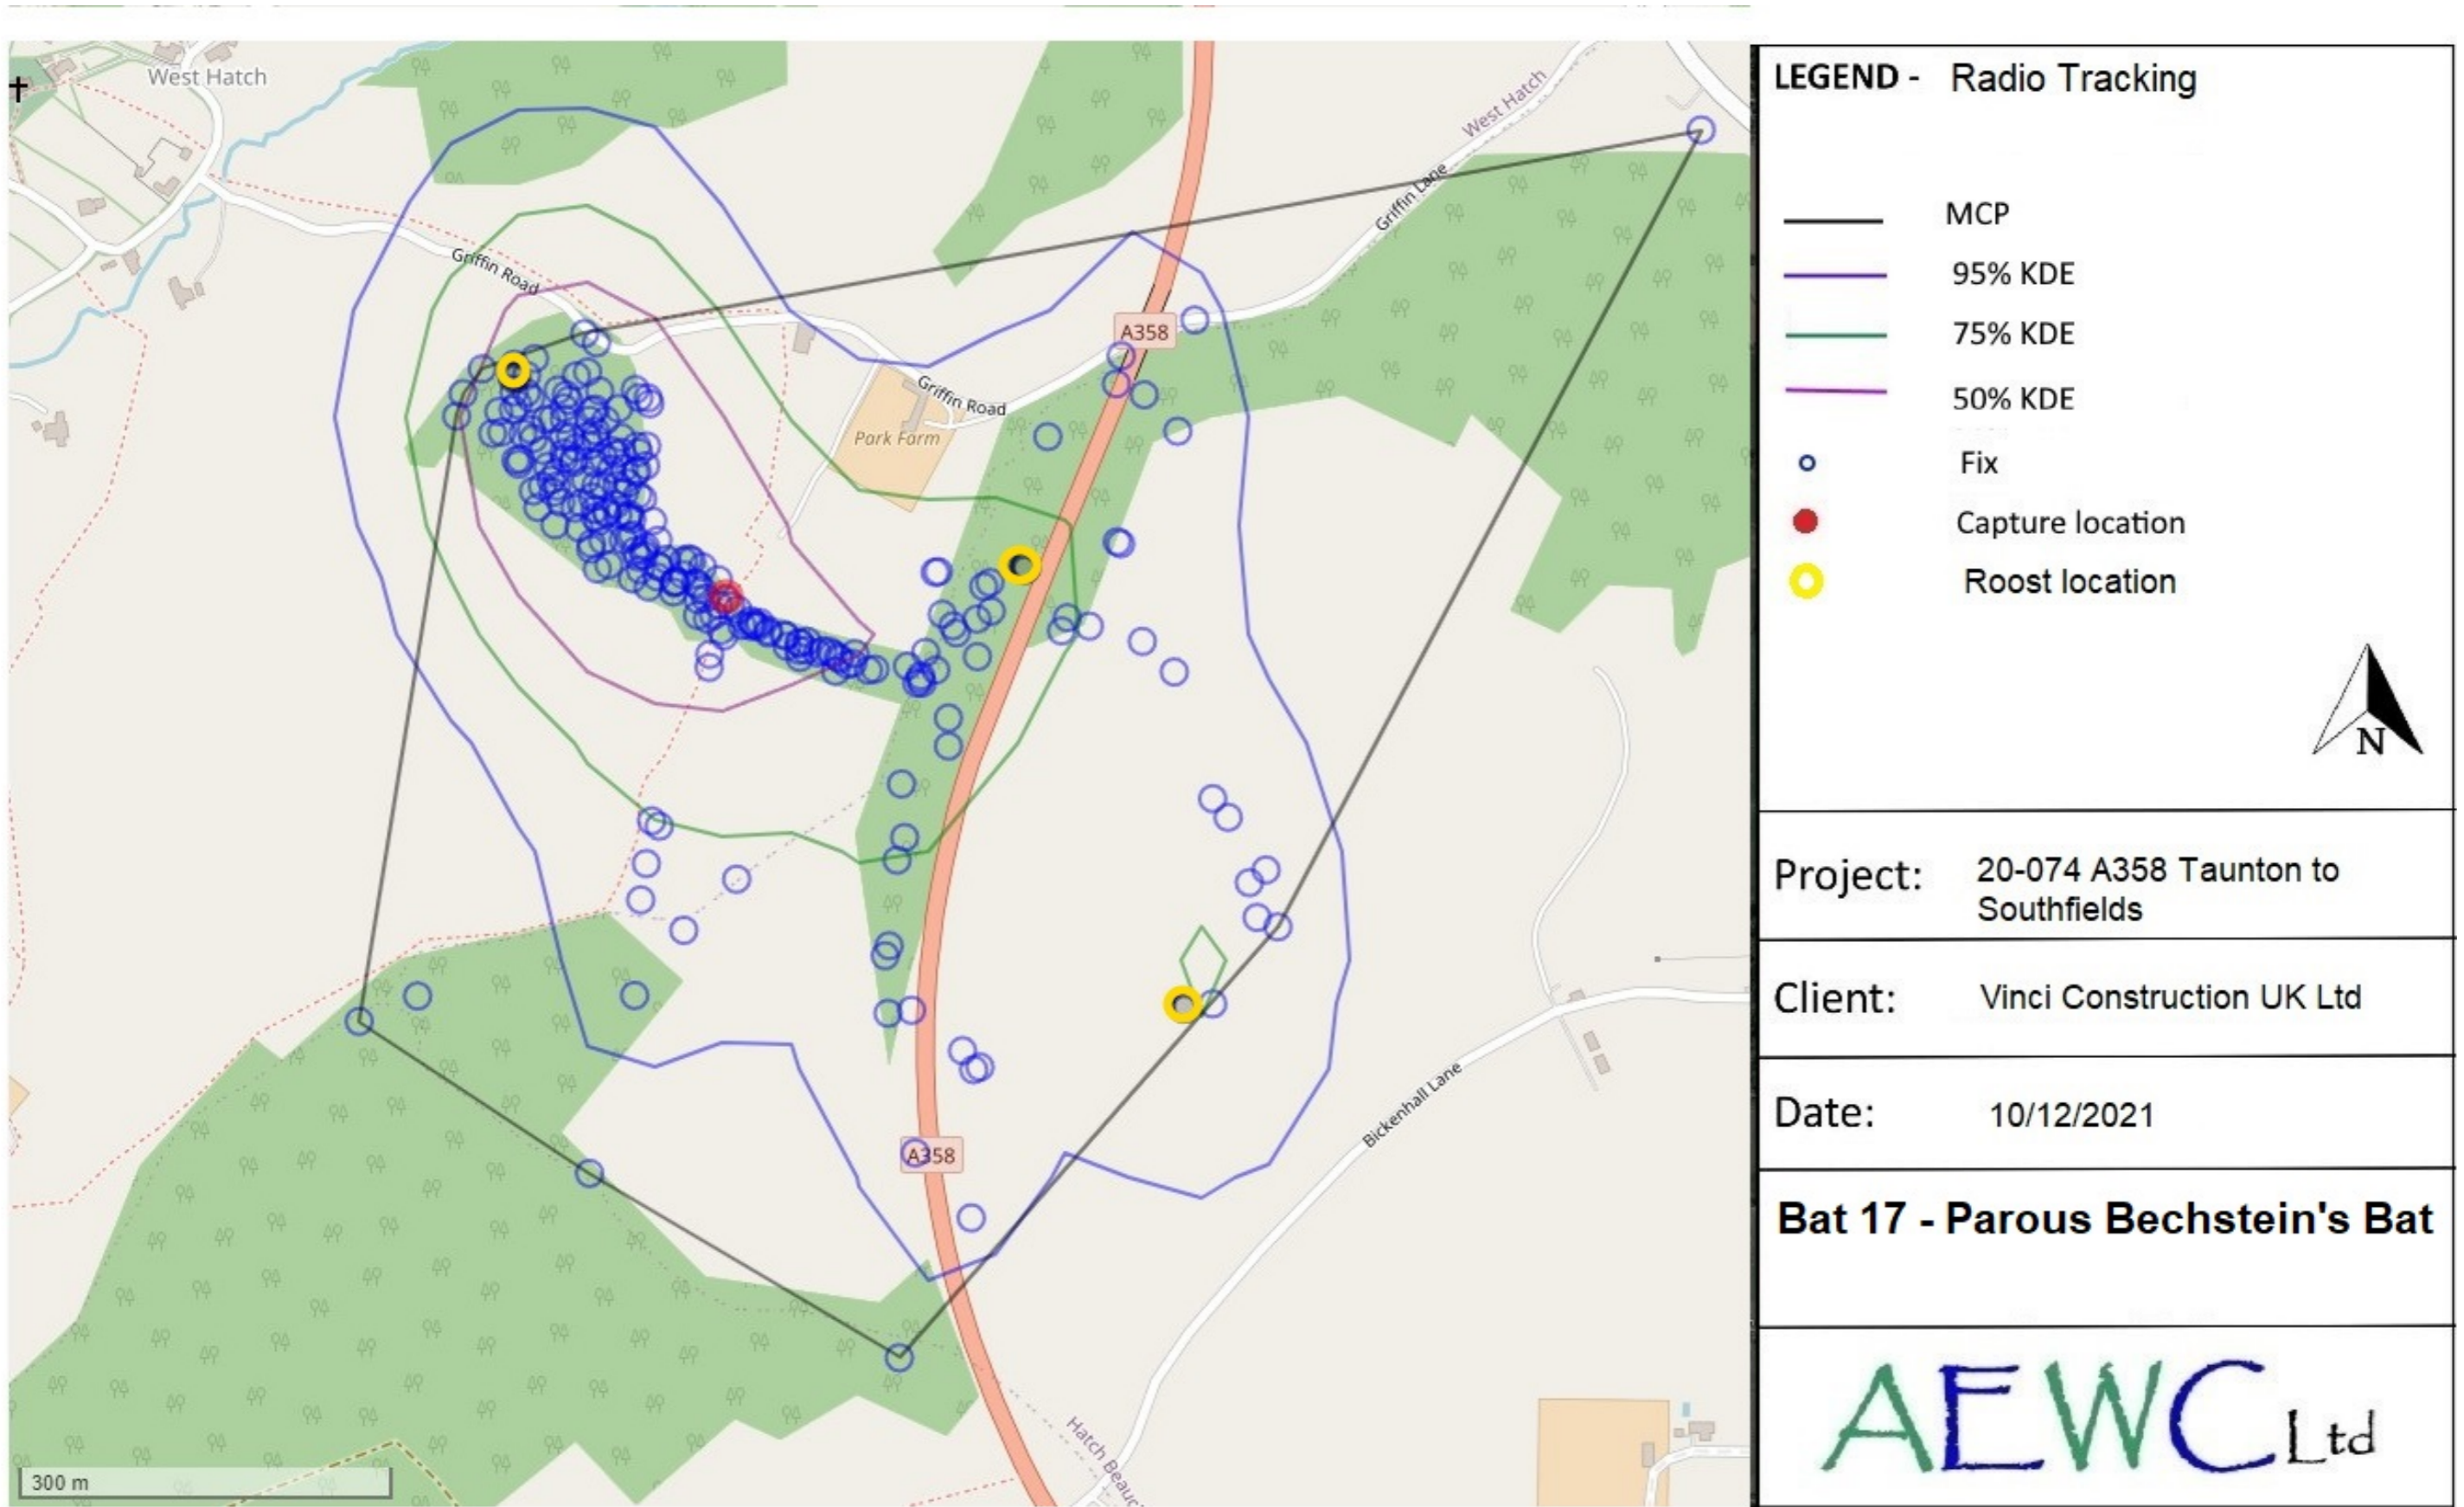 West Hatch
West Hatch
Griffin Lane
Griffin Road
A358
Griffin Road
Park Farm
A358
Bickenhall Lane
300 m
LEGEND - Radio Tracking
MCP
95% KDE
75% KDE
50% KDE
Fix
Capture location
Roost location
N
Project: 20-074 A358 Taunton to
Southfields
Client: Vinci Construction UK Ltd
Date: 10/12/2021
Bat 17 - Parous Bechstein's Bat
AEWC Ltd